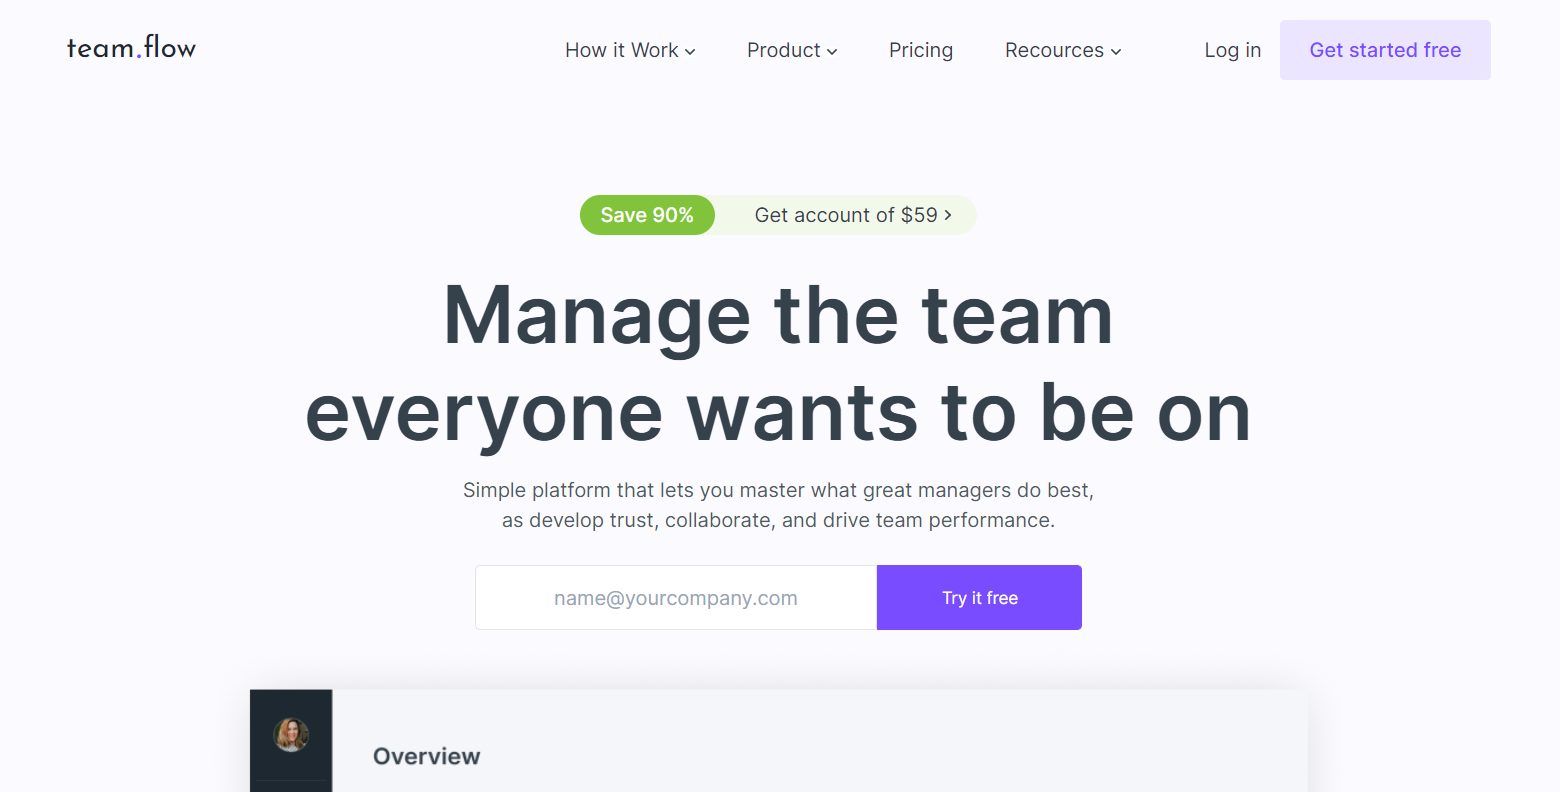 team.flow
How it Work
Product
Pricing
Recources
Log in
Get started free
Save 90%
Get account of $59
Manage the team
everyone wants to be on
Simple platform that lets you master what great managers do best,
as develop trust, collaborate, and drive team performance.
name@yourcompany.com
Try it free
Overview